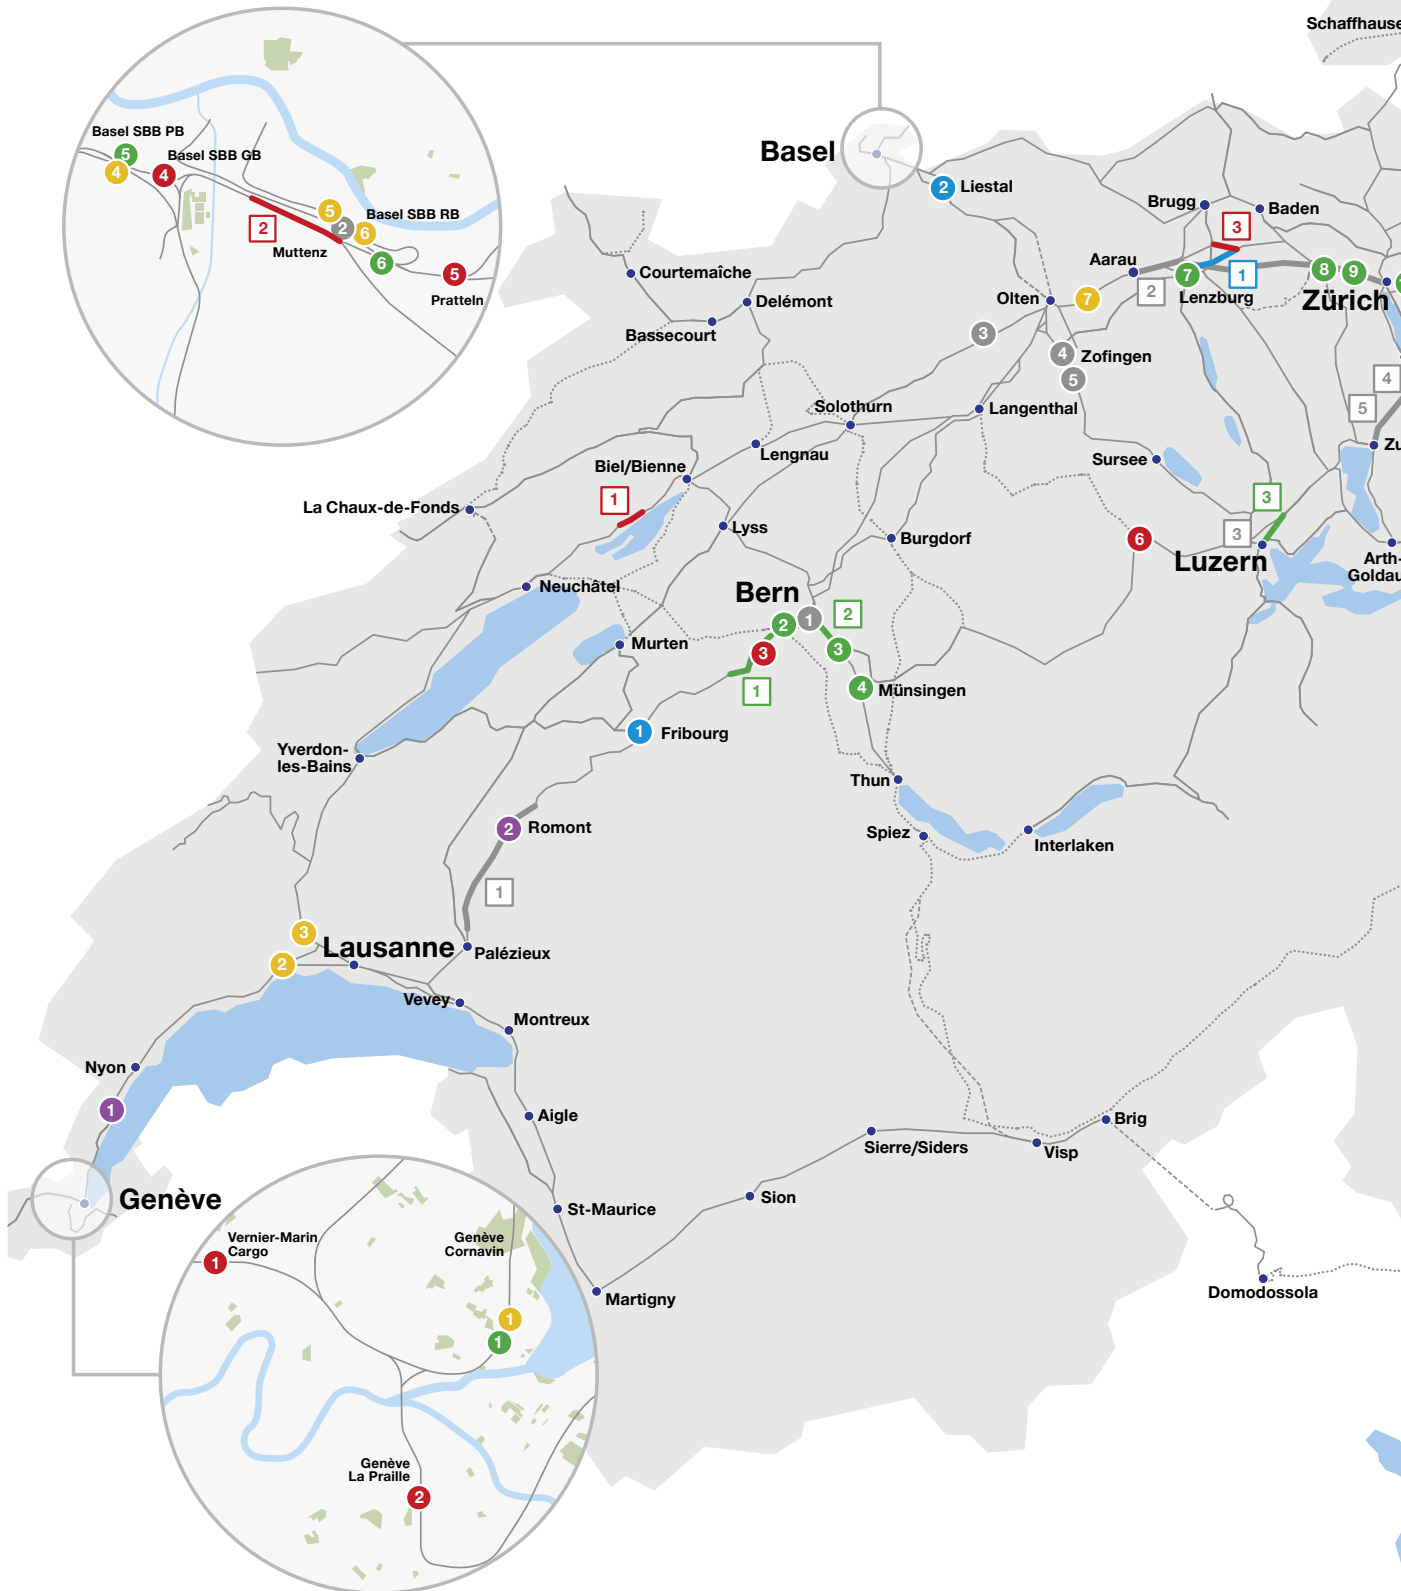 Schaffhause
Basel SBB PB
5
Basel SBB GB
4
4
5
Basel SBB RB
2
6
2
Muttenz
6
5
Pratteln
Basel
2
Liestal
Brugg
Baden
3
Aarau
2
7
1
Lenzburg
8
9
Zürich
Courtemaîche
Delémont
Bassecourt
Olten
7
3
4
Zofingen
5
4
5
Solothurn
Langenthal
Lengnau
Zu
Sursee
Biel/Bienne
1
La Chaux-de-Fonds
Lyss
Burgdorf
3
3
6
Luzern
Arth-
Goldau
Neuchâtel
Bern
2
1
2
Murten
3
3
1
4
Münsingen
1
Fribourg
Yverdon-
les-Bains
Thun
2
Romont
Spiez
Interlaken
1
3
Lausanne
2
Palézieux
Vevey
Montreux
Nyon
1
Aigle
Brig
Sierre/Siders
Visp
Genève
Sion
St-Maurice
Vernier-Marin
Cargo
1
Genève
Cornavin
1
1
Martigny
Domodossola
Genève
La Praille
2